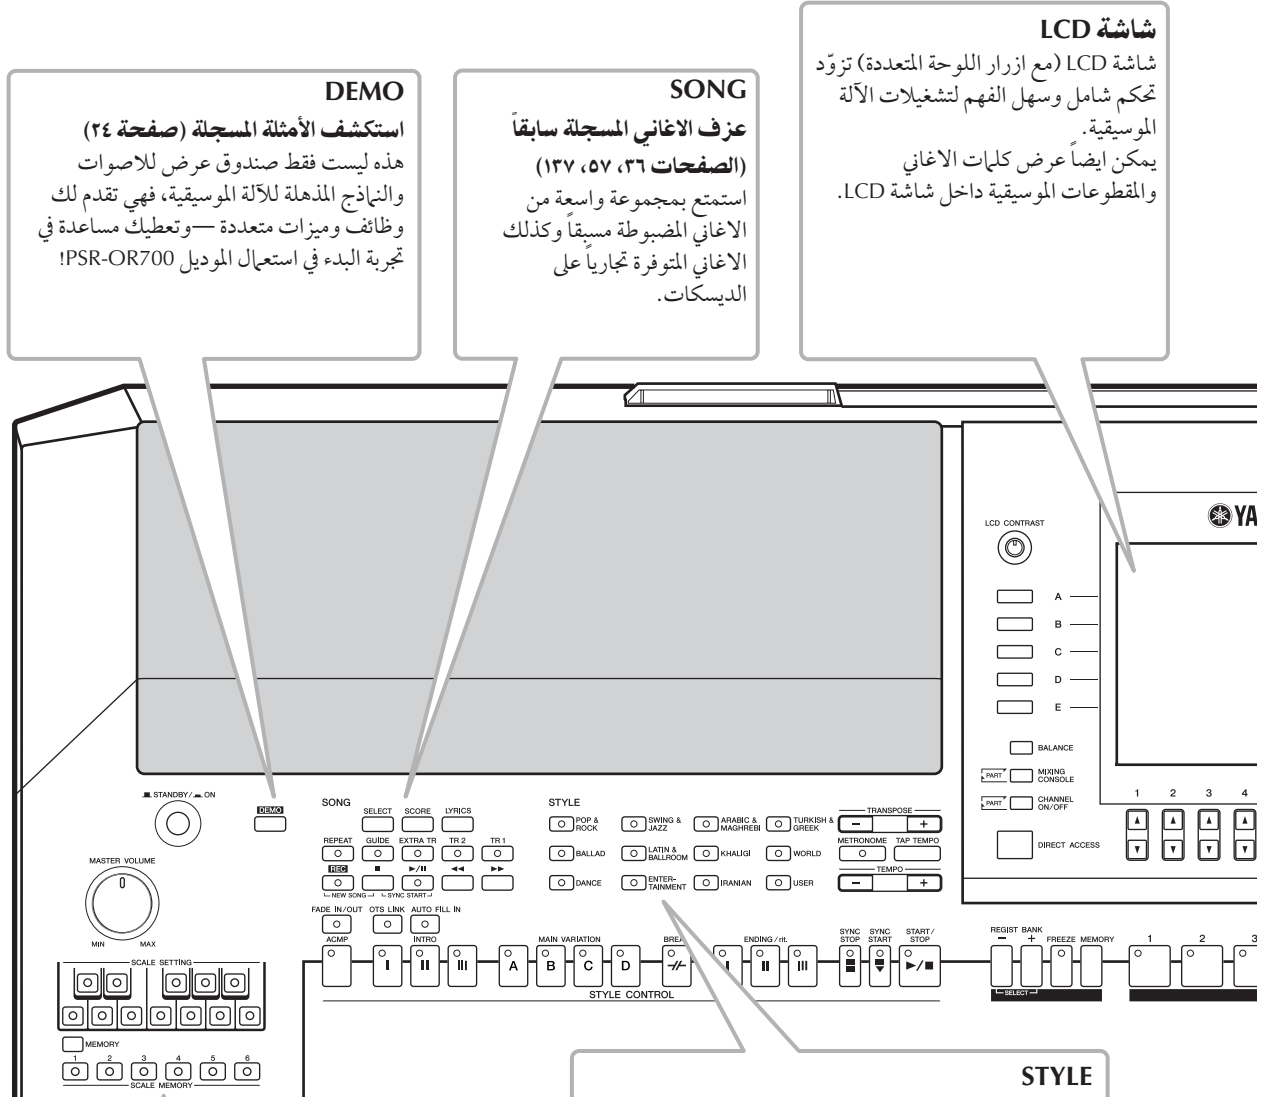 شاشة LCD
شاشة LCD (مع ازرار اللوحة المتعددة) تزوّد
تحكم شامل وسهل الفهم لتشغيلات الآلة
الموسيقية.
يمكن ايضاً عرض كلمات الاغاني
والمقطوعات الموسيقية داخل شاشة LCD.
SONG
عزف الاغاني المسجلة سابقاً
(الصفحات ٣٦، ٥٧، ١٣٧)
استمتع بمجموعة واسعة من
الاغاني المضبوطة مسبقاً وكذلك
الاغاني المتوفرة تجارياً على
الديسكات.
DEMO
استكشف الأمثلة المسجلة (صفحة ٢٤)
هذه ليست فقط صندوق عرض للاصوات
والنماذج المذهلة للآلة الموسيقية، فهي تقدم لك
وظائف وميزات متعددة —وتعطيك مساعدة في
تجربة البدء في استعمال الموديل PSR-OR700!
YA
LCD CONTRAST
A
B
C
D
E
BALANCE
PART MIXING CONSOLE
PART CHANNEL ON/OFF
DIRECT ACCESS
1 2 3 4
STANDBY / ON
DEMO
MASTER VOLUME
MIN MAX
SONG
SELECT SCORE LYRICS
REPEAT GUIDE EXTRA TR TR 2 TR 1
REC ■ ►/II ◄◄ ►►
NEW SONG SYNC START
STYLE
POP & ROCK SWING & JAZZ ARABIC & MAGHREBI TURKISH & GREEK
BALLAD LATIN & BALLROOM KHALIGI WORLD
DANCE ENTER-TAINMENT IRANIAN USER
TRANSPOSE
− +
METRONOME TAP TEMPO
TEMPO
− +
FADE IN/OUT OTS LINK AUTO FILL IN
ACMP INTRO MAIN VARIATION BREA ENDING / rit. SYNC STOP SYNC START START / STOP
I II III A B C D I II III ►/■
STYLE CONTROL
REGIST BANK FREEZE MEMORY 1 2 3
− +
SELECT
SCALE SETTING
MEMORY
1 2 3 4 5 6
SCALE MEMORY
STYLE